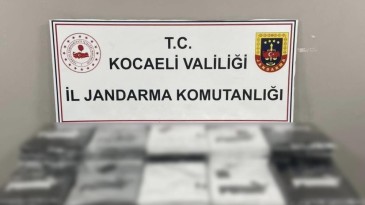 T.C.
KOCAELİ VALİLİĞİ
İL JANDARMA KOMUTANLIĞI